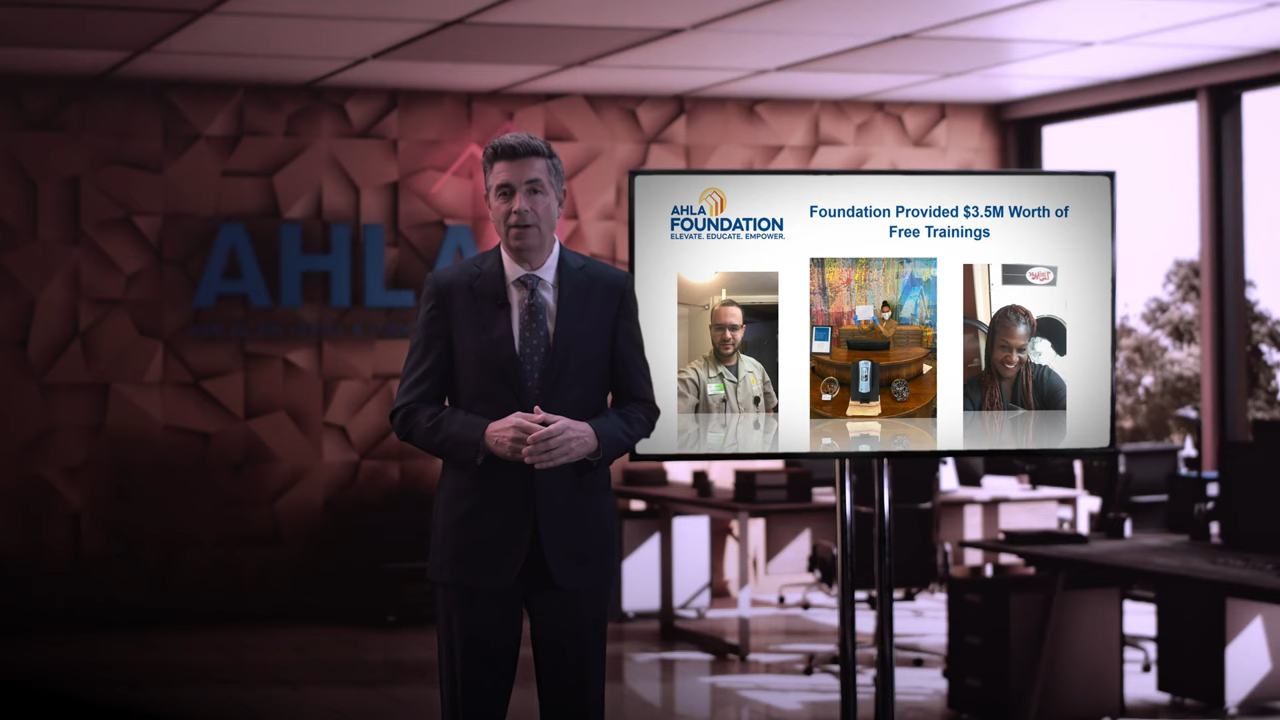 AHLA
AHLA
FOUNDATION
ELEVATE. EDUCATE. EMPOWER.
Foundation Provided $3.5M Worth of
Free Trainings